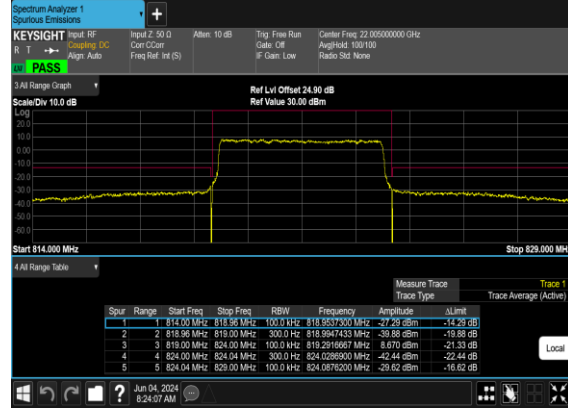 Spectrum Analyzer 1
Spurious Emissions
KEYSIGHT Input: RF Input Z: 50 Ω Atten: 10 dB Trig: Free Run Center Freq: 22.005000000 GHz
R T Coupling: DC Corr CCorr Gate: Off Avg|Hold: 100/100
Align: Auto Freq Ref: Int (S) IF Gain: Low Radio Std: None
PASS
3 All Range Graph
Ref Lvl Offset 24.90 dB
Scale/Div 10.0 dB Ref Value 30.00 dBm
Log
20.0
10.0
0.00
-10.0
-20.0
-30.0
-40.0
-50.0
-60.0
Start 814.000 MHz Stop 829.000 MH
4 All Range Table
Measure Trace Trace 1
Trace Type Trace Average (Active)
Spur Range Start Freq Stop Freq RBW Frequency Amplitude ΔLimit
1 1 814.00 MHz 818.96 MHz 100.0 kHz 818.9537300 MHz -27.29 dBm -14.29 dB
2 2 818.96 MHz 819.00 MHz 300.0 Hz 818.9947433 MHz -39.88 dBm -19.88 dB
3 3 819.00 MHz 824.00 MHz 100.0 kHz 819.2916667 MHz 8.670 dBm -21.33 dB
4 4 824.00 MHz 824.04 MHz 300.0 Hz 824.0286900 MHz -42.44 dBm -22.44 dB
5 5 824.04 MHz 829.00 MHz 100.0 kHz 824.0876200 MHz -29.62 dBm -16.62 dB
Local
Jun 04, 2024
8:24:07 AM